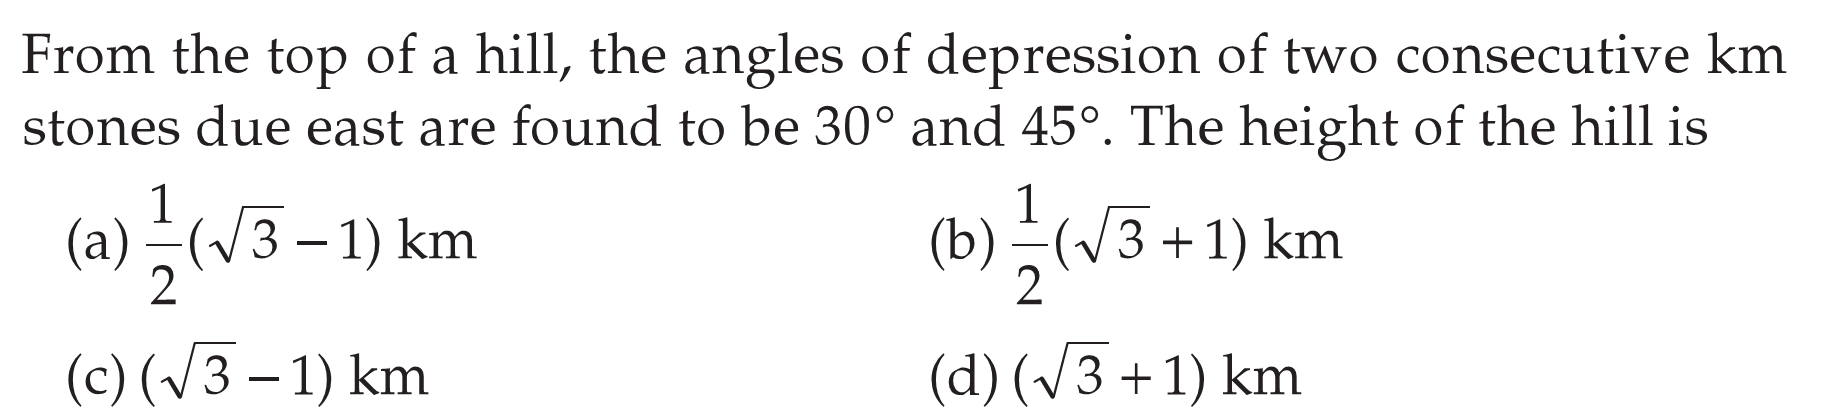 From the top of a hill, the angles of depression of two consecutive km
stones due east are found to be 30° and 45°. The height of the hill is
(a) 1/2 (√3 – 1) km (b) 1/2 (√3 + 1) km
(c) (√3 – 1) km (d) (√3 + 1) km